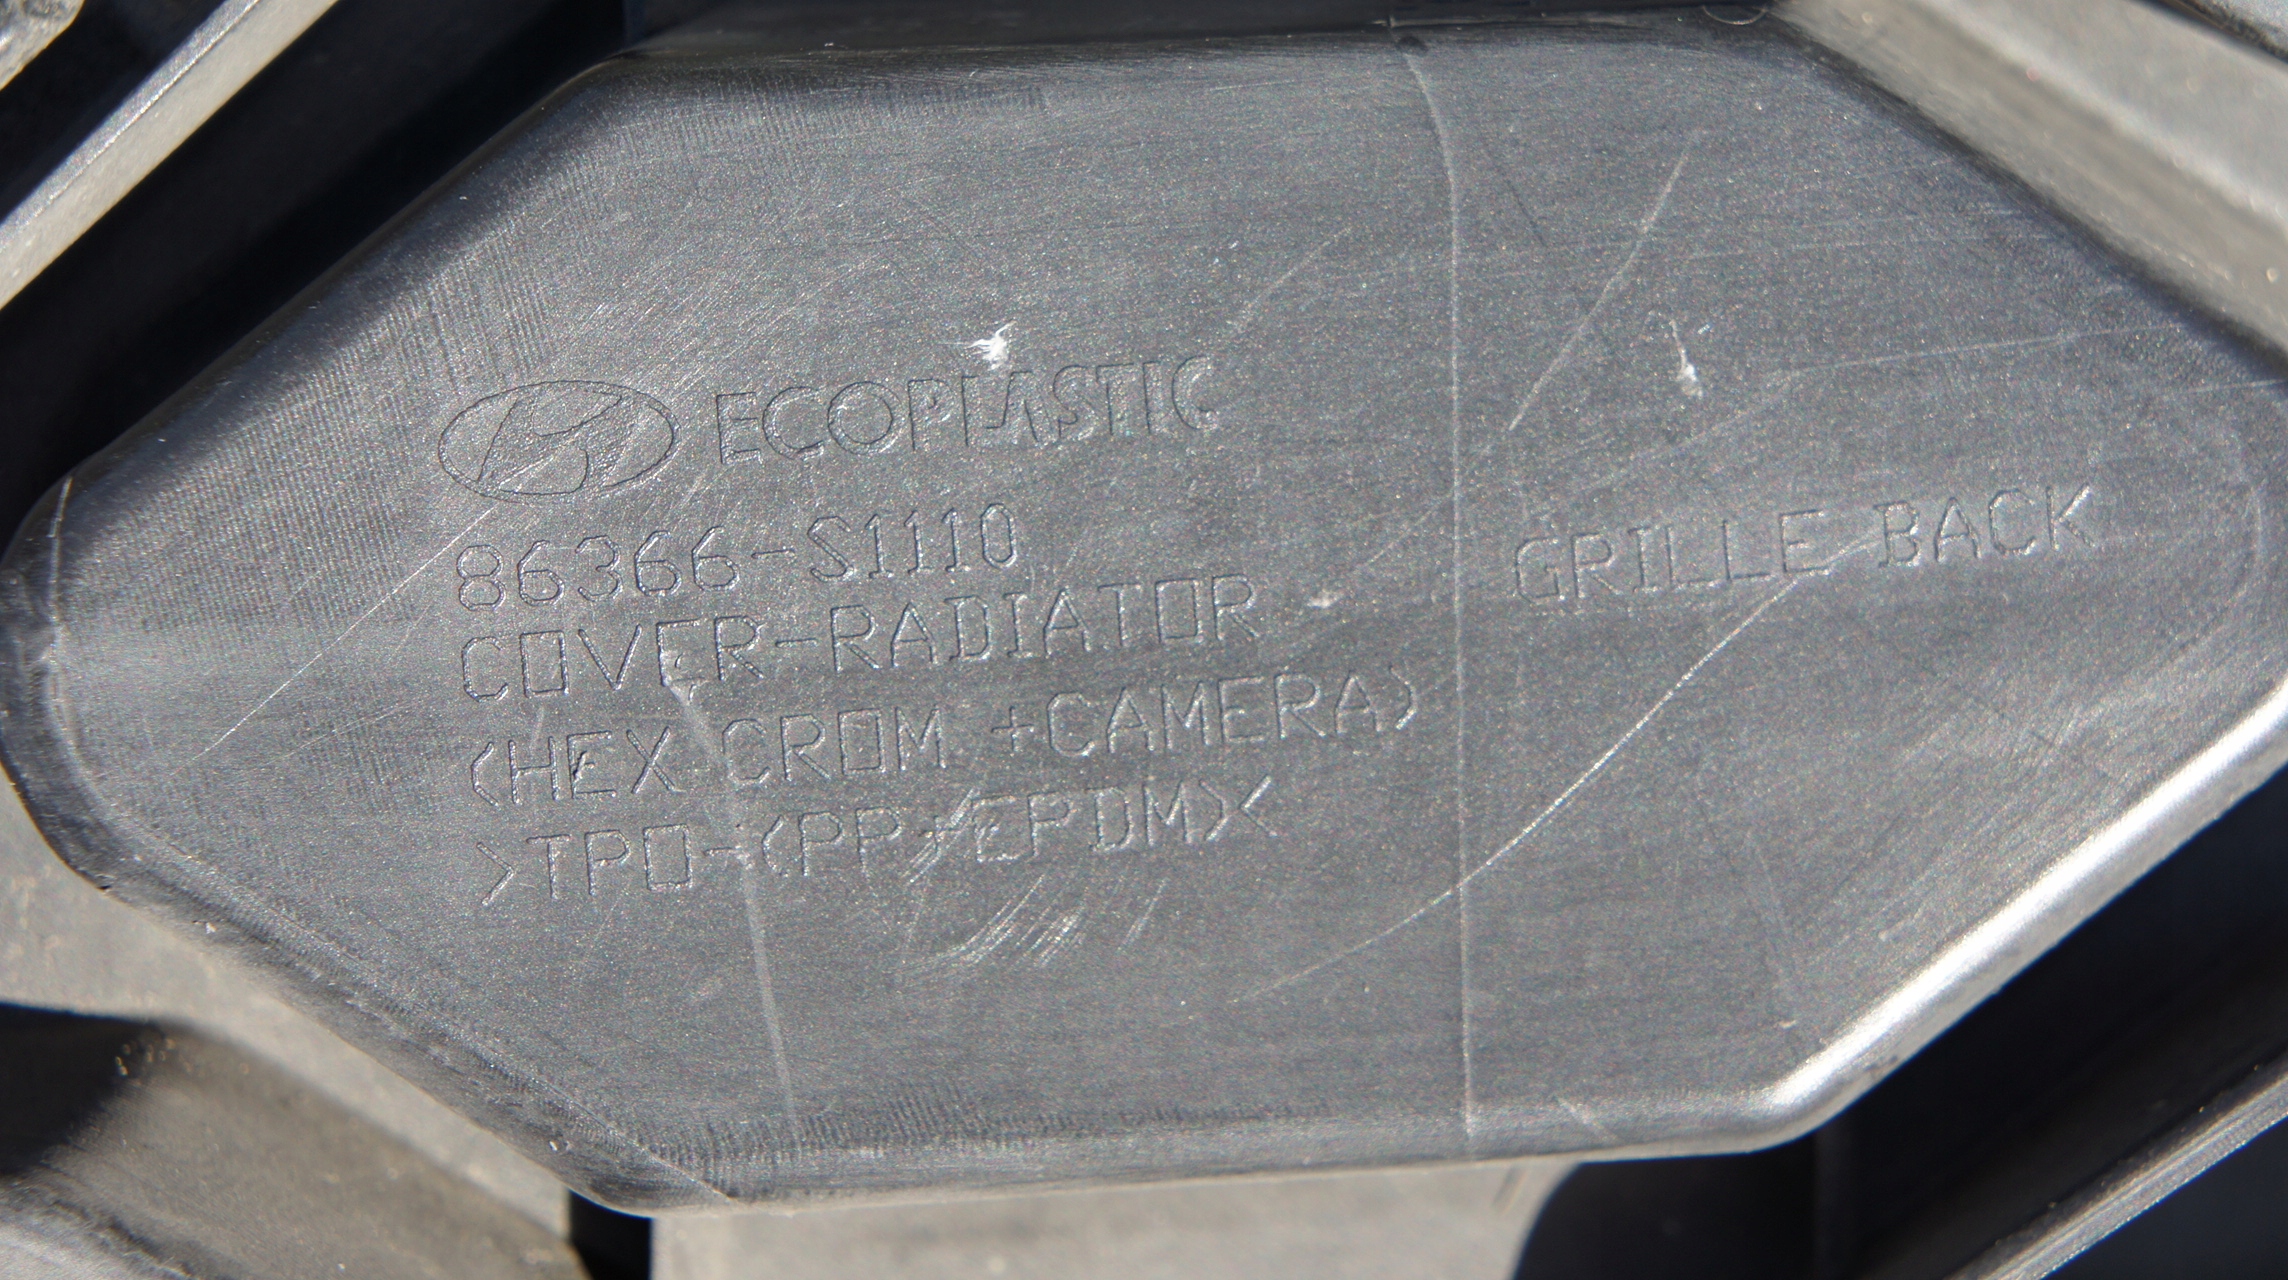 ECOPLASTIC
86366-S1110
COVER-RADIATOR
(HEX CROM +CAMERA)
>TPO-(PP+EPDM)<
GRILLE BACK